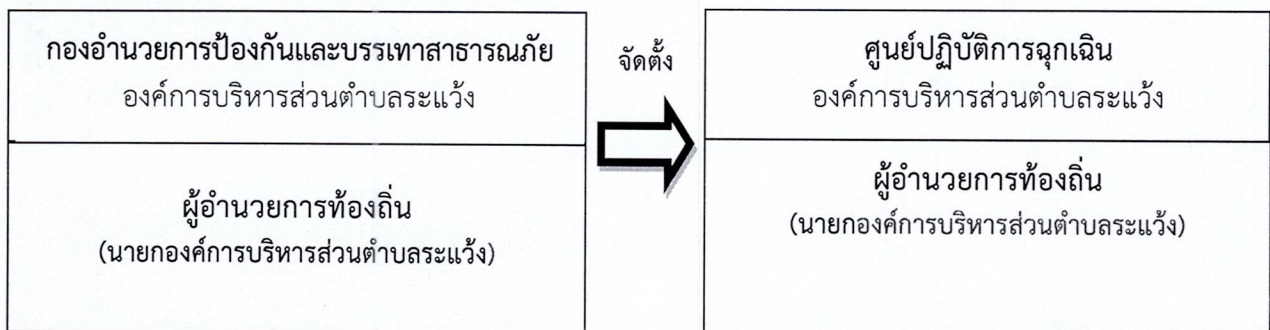 กองอำนวยการป้องกันและบรรเทาสาธารณภัย
องค์การบริหารส่วนตำบลระแว้ง
ผู้อำนวยการท้องถิ่น
(นายกองค์การบริหารส่วนตำบลระแว้ง)
จัดตั้ง
ศูนย์ปฏิบัติการฉุกเฉิน
องค์การบริหารส่วนตำบลระแว้ง
ผู้อำนวยการท้องถิ่น
(นายกองค์การบริหารส่วนตำบลระแว้ง)